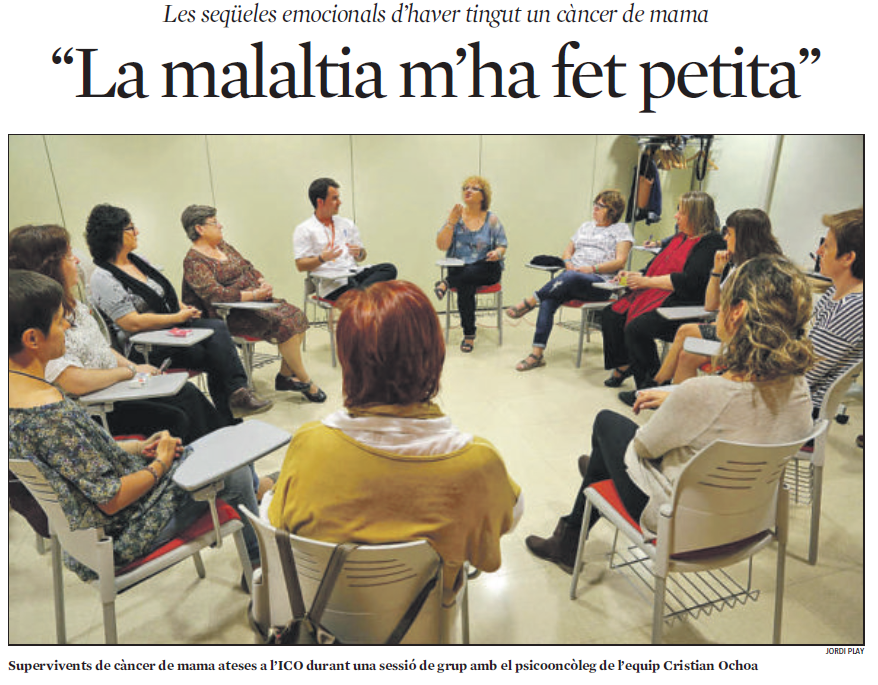 Les seqüeles emocionals d’haver tingut un càncer de mama
“La malaltia m’ha fet petita”
JORDI PLAY
Supervivents de càncer de mama ateses a l’ICO durant una sessió de grup amb el psicooncòleg de l’equip Cristian Ochoa